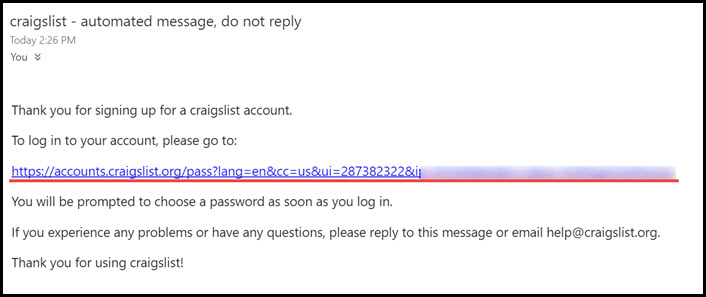 craigslist - automated message, do not reply
Today 2:26 PM
You
Thank you for signing up for a craigslist account.
To log in to your account, please go to:
https://accounts.craigslist.org/pass?lang=en&cc=us&ui=287382322&ip
You will be prompted to choose a password as soon as you log in.
If you experience any problems or have any questions, please reply to this message or email help@craigslist.org.
Thank you for using craigslist!